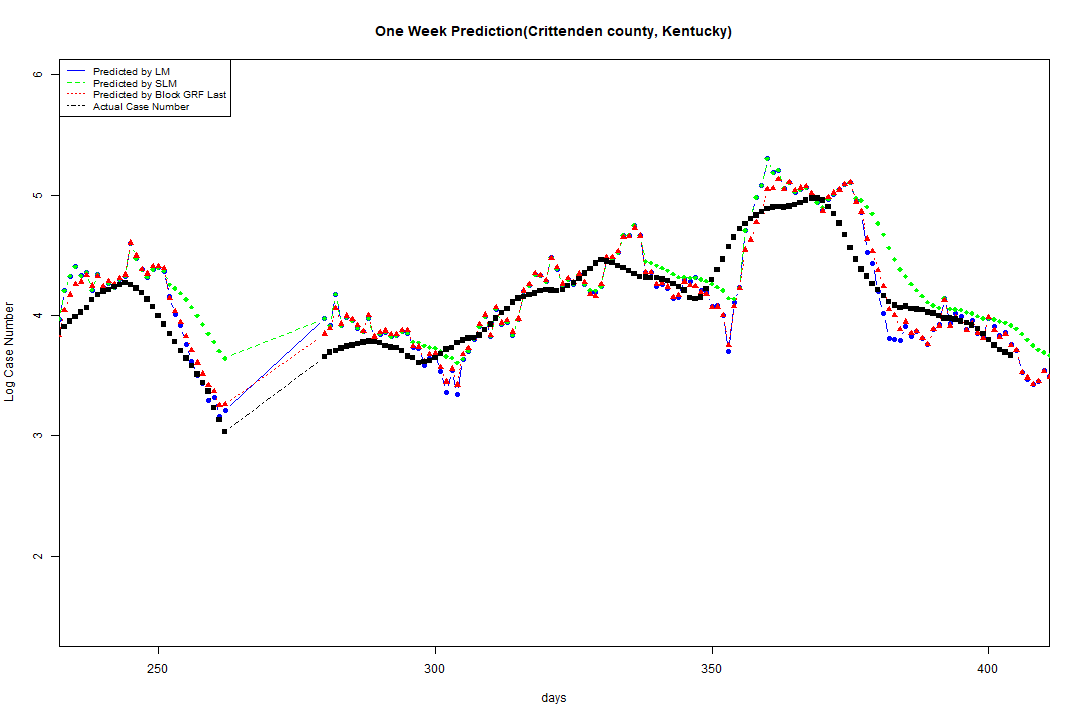 One Week Prediction(Crittenden county, Kentucky)
Predicted by LM
Predicted by SLM
Predicted by Block GRF Last
Actual Case Number
6
5
4
3
2
Log Case Number
250
300
350
400
days